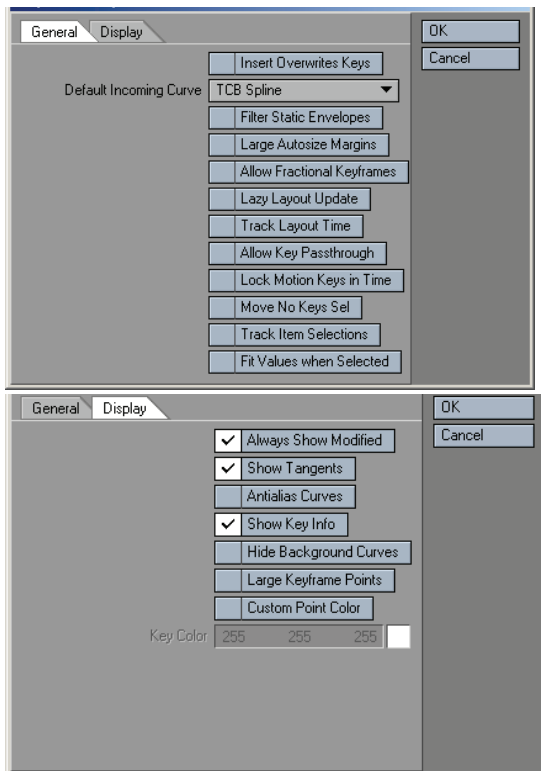 General Display OK
Insert Overwrites Keys Cancel
Default Incoming Curve TCB Spline
Filter Static Envelopes
Large Autosize Margins
Allow Fractional Keyframes
Lazy Layout Update
Track Layout Time
Allow Key Passthrough
Lock Motion Keys in Time
Move No Keys Sel
Track Item Selections
Fit Values when Selected
General Display OK
Always Show Modified Cancel
Show Tangents
Antialias Curves
Show Key Info
Hide Background Curves
Large Keyframe Points
Custom Point Color
Key Color 255 255 255